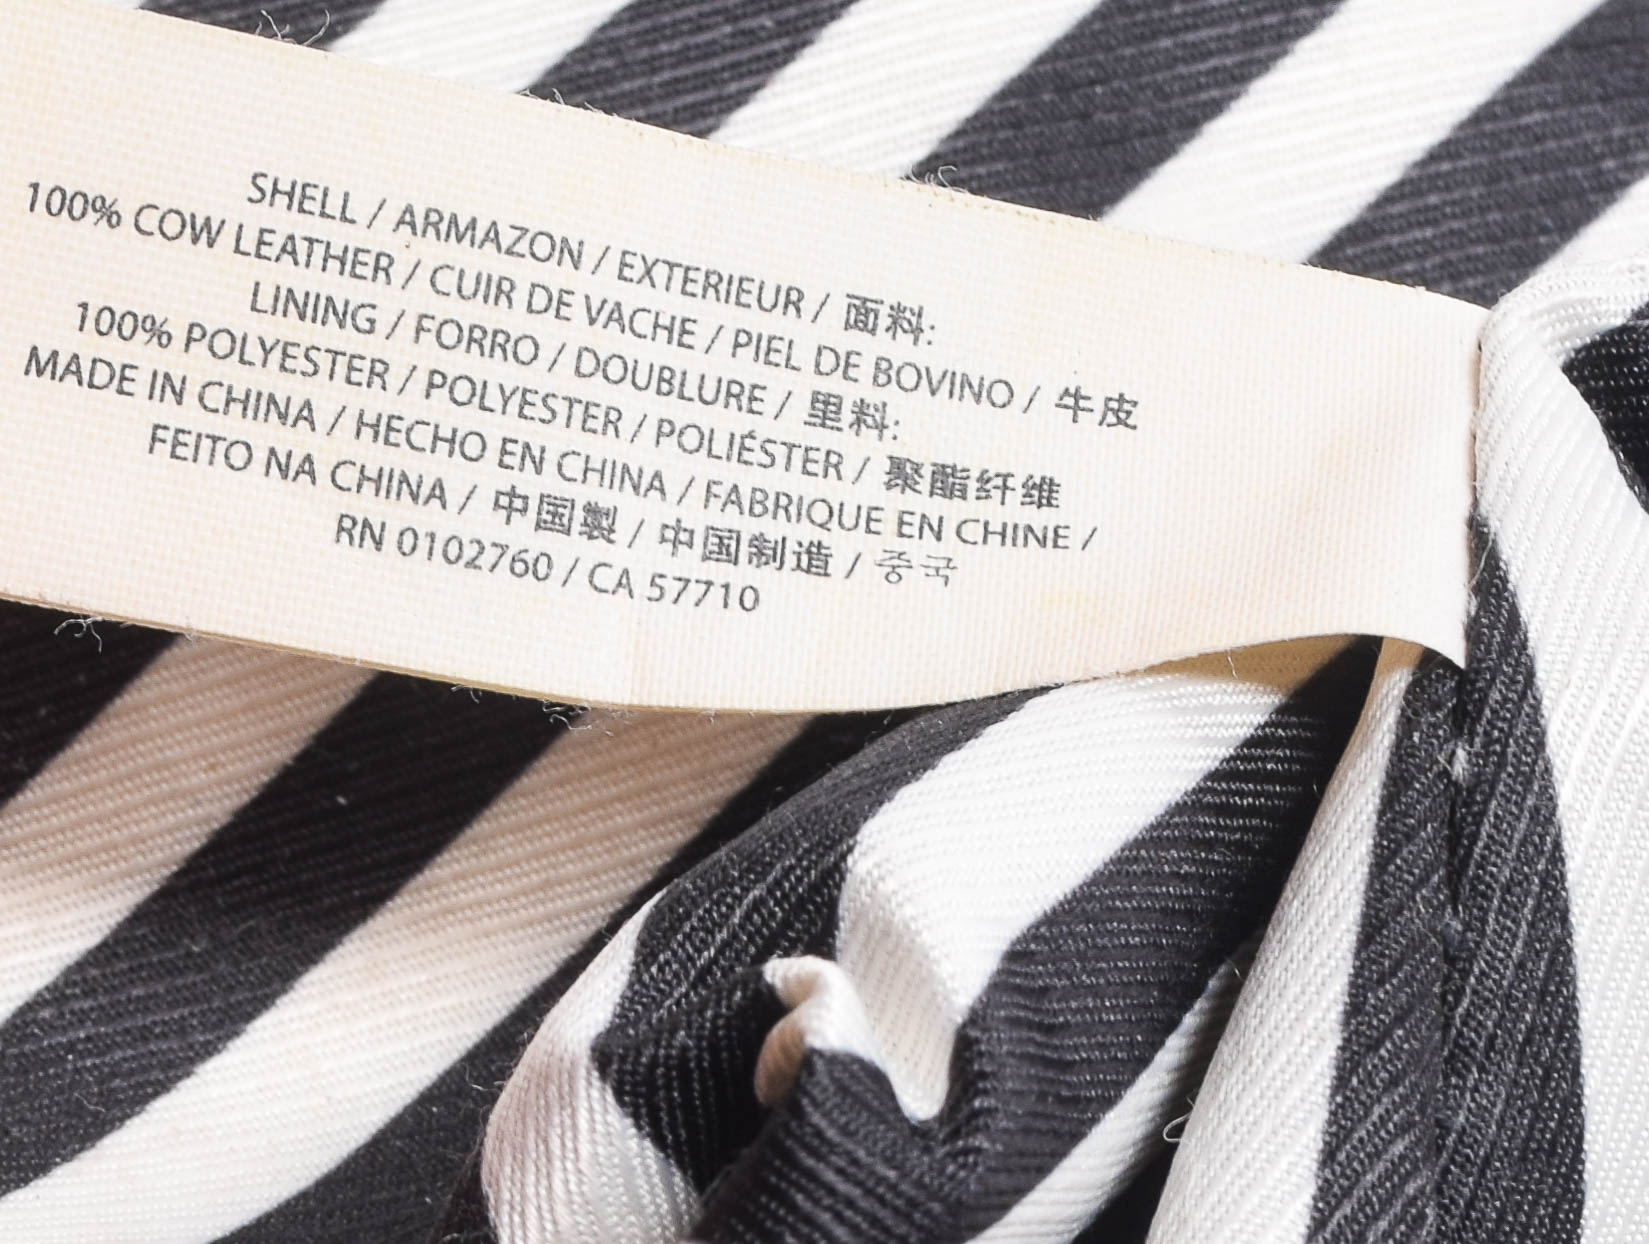 SHELL / ARMAZON / EXTERIEUR / 面料:
100% COW LEATHER / CUIR DE VACHE / PIEL DE BOVINO / 牛皮
LINING / FORRO / DOUBLURE / 里料:
100% POLYESTER / POLYESTER / POLIÉSTER / 聚酯纤维
MADE IN CHINA / HECHO EN CHINA / FABRIQUE EN CHINE /
FEITO NA CHINA / 中国製 / 中国制造 / 중국
RN 0102760 / CA 57710